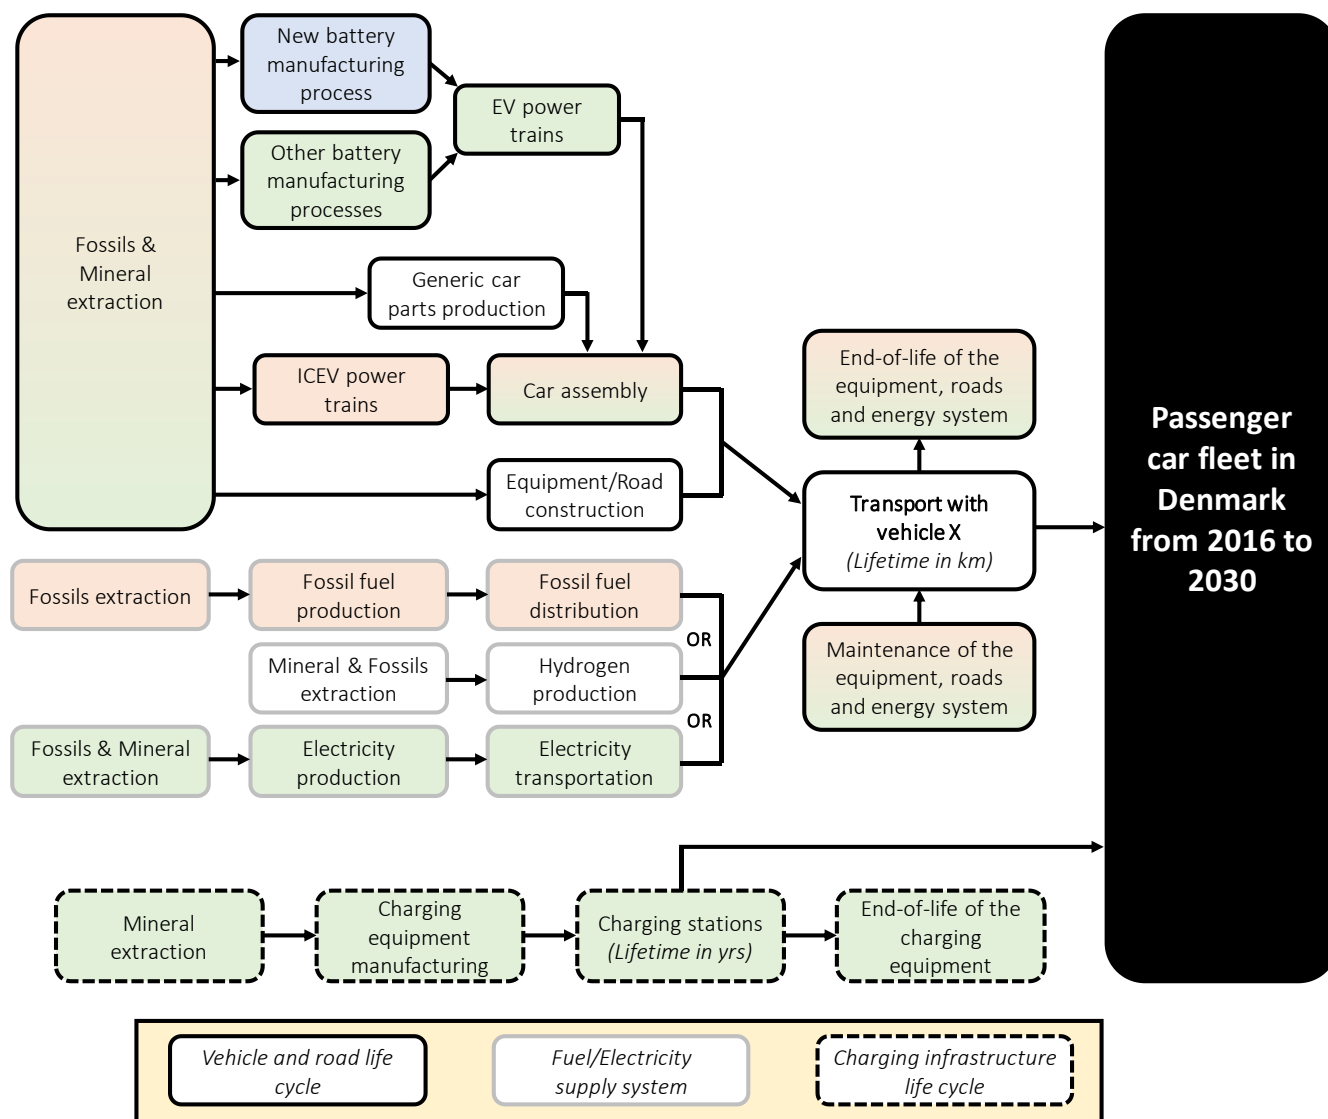 New battery
manufacturing
process
EV power
trains
Other battery
manufacturing
processes
Fossils &
Mineral
extraction
Generic car
parts production
ICEV power
trains
Car assembly
Equipment/Road
construction
End-of-life of the
equipment, roads
and energy system
Transport with
vehicle X
(Lifetime in km)
Maintenance of the
equipment, roads
and energy system
Passenger
car fleet in
Denmark
from 2016 to
2030
Fossils extraction
Fossil fuel
production
Fossil fuel
distribution
OR
Mineral & Fossils
extraction
Hydrogen
production
OR
Fossils & Mineral
extraction
Electricity
production
Electricity
transportation
Mineral
extraction
Charging
equipment
manufacturing
Charging stations
(Lifetime in yrs)
End-of-life of the
charging
equipment
Vehicle and road life
cycle
Fuel/Electricity
supply system
Charging infrastructure
life cycle